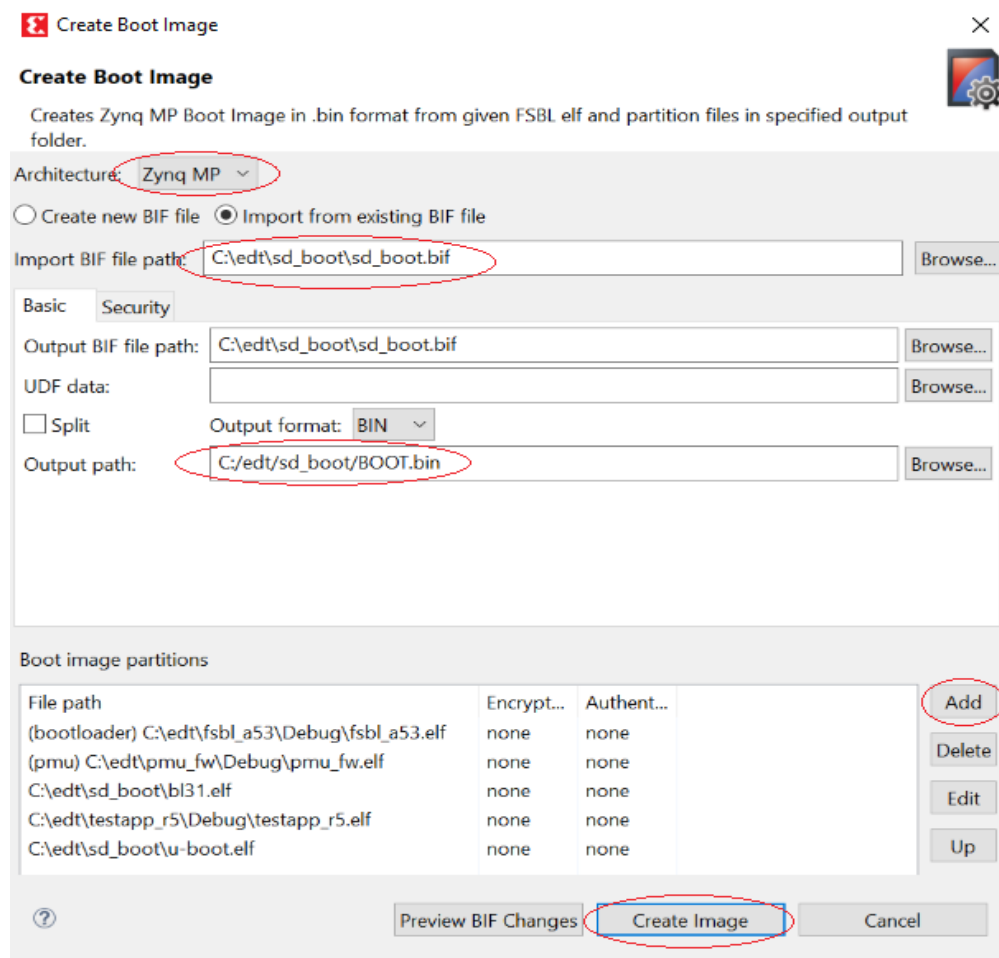 Create Boot Image
Create Boot Image
Creates Zynq MP Boot Image in .bin format from given FSBL elf and partition files in specified output
folder.
Architecture: Zynq MP
Create new BIF file Import from existing BIF file
Import BIF file path: C:\edt\sd_boot\sd_boot.bif Browse...
Basic Security
Output BIF file path: C:\edt\sd_boot\sd_boot.bif Browse...
UDF data: Browse...
Split Output format: BIN
Output path: C:/edt/sd_boot/BOOT.bin Browse...
Boot image partitions
File path Encrypt... Authent... Add
(bootloader) C:\edt\fsbl_a53\Debug\fsbl_a53.elf none none
(pmu) C:\edt\pmu_fw\Debug\pmu_fw.elf none none Delete
C:\edt\sd_boot\bl31.elf none none Edit
C:\edt\testapp_r5\Debug\testapp_r5.elf none none
C:\edt\sd_boot\u-boot.elf none none Up
? Preview BIF Changes Create Image Cancel